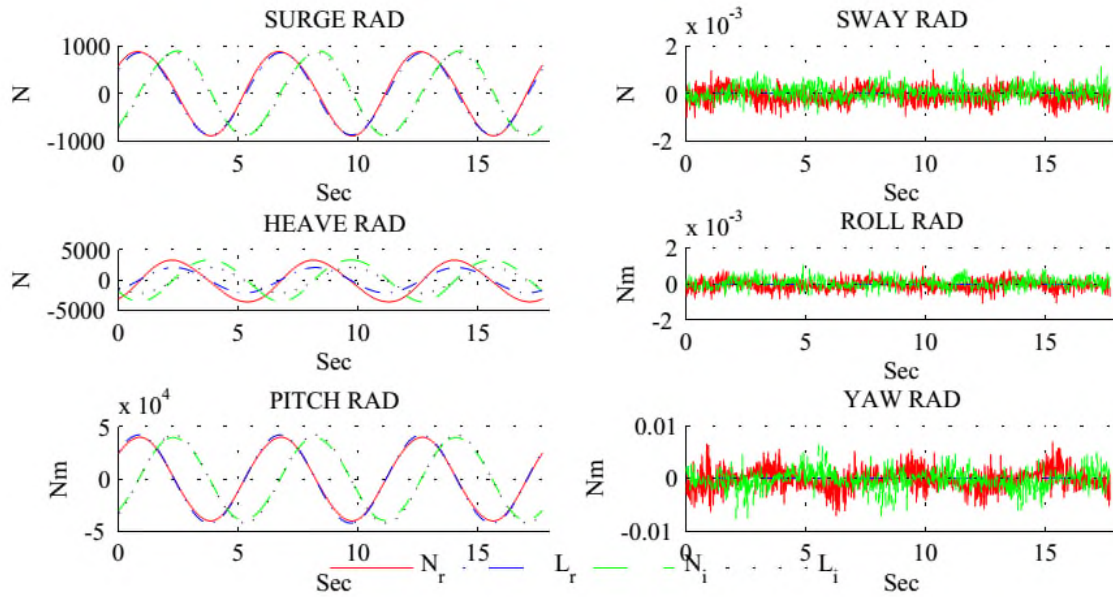 SURGE RAD
1000
0
-1000
N
0 5 10 15
Sec
SWAY RAD
x 10⁻³
2
0
-2
N
0 5 10 15
Sec
HEAVE RAD
5000
0
-5000
N
0 5 10 15
Sec
ROLL RAD
x 10⁻³
2
0
-2
Nm
0 5 10 15
Sec
PITCH RAD
x 10⁴
5
0
-5
Nm
0 5 10 15
Sec
YAW RAD
0.01
0
-0.01
Nm
0 5 10 15
Sec
N_r L_r N_i L_i